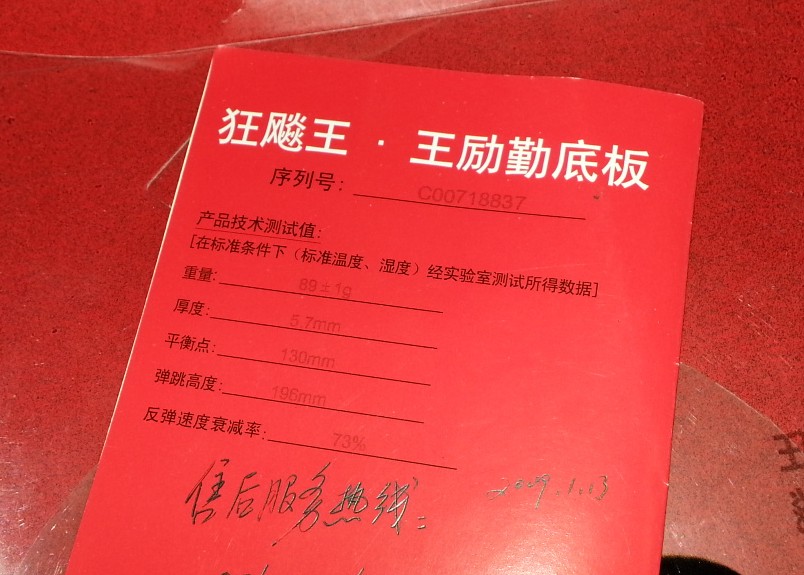 狂飚王·王励勤底板
序列号：C00718837
产品技术测试值：
[在标准条件下（标准温度、湿度）经实验室测试所得数据]
重量：89±1g
厚度：5.7mm
平衡点：130mm
弹跳高度：196mm
反弹速度衰减率：73%
售后服务热线： 2009.1.13